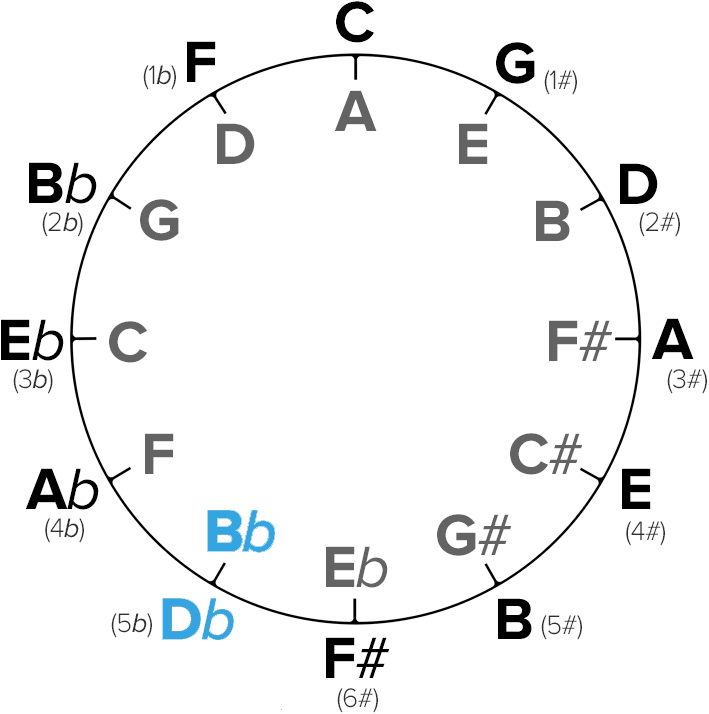 C
F
(1b)
G
(1#)
A
D
E
Bb
(2b)
G
B
D
(2#)
Eb
(3b)
C
F#
A
(3#)
Ab
(4b)
F
C#
E
(4#)
Bb
G#
Eb
(5b) Db
B (5#)
F#
(6#)